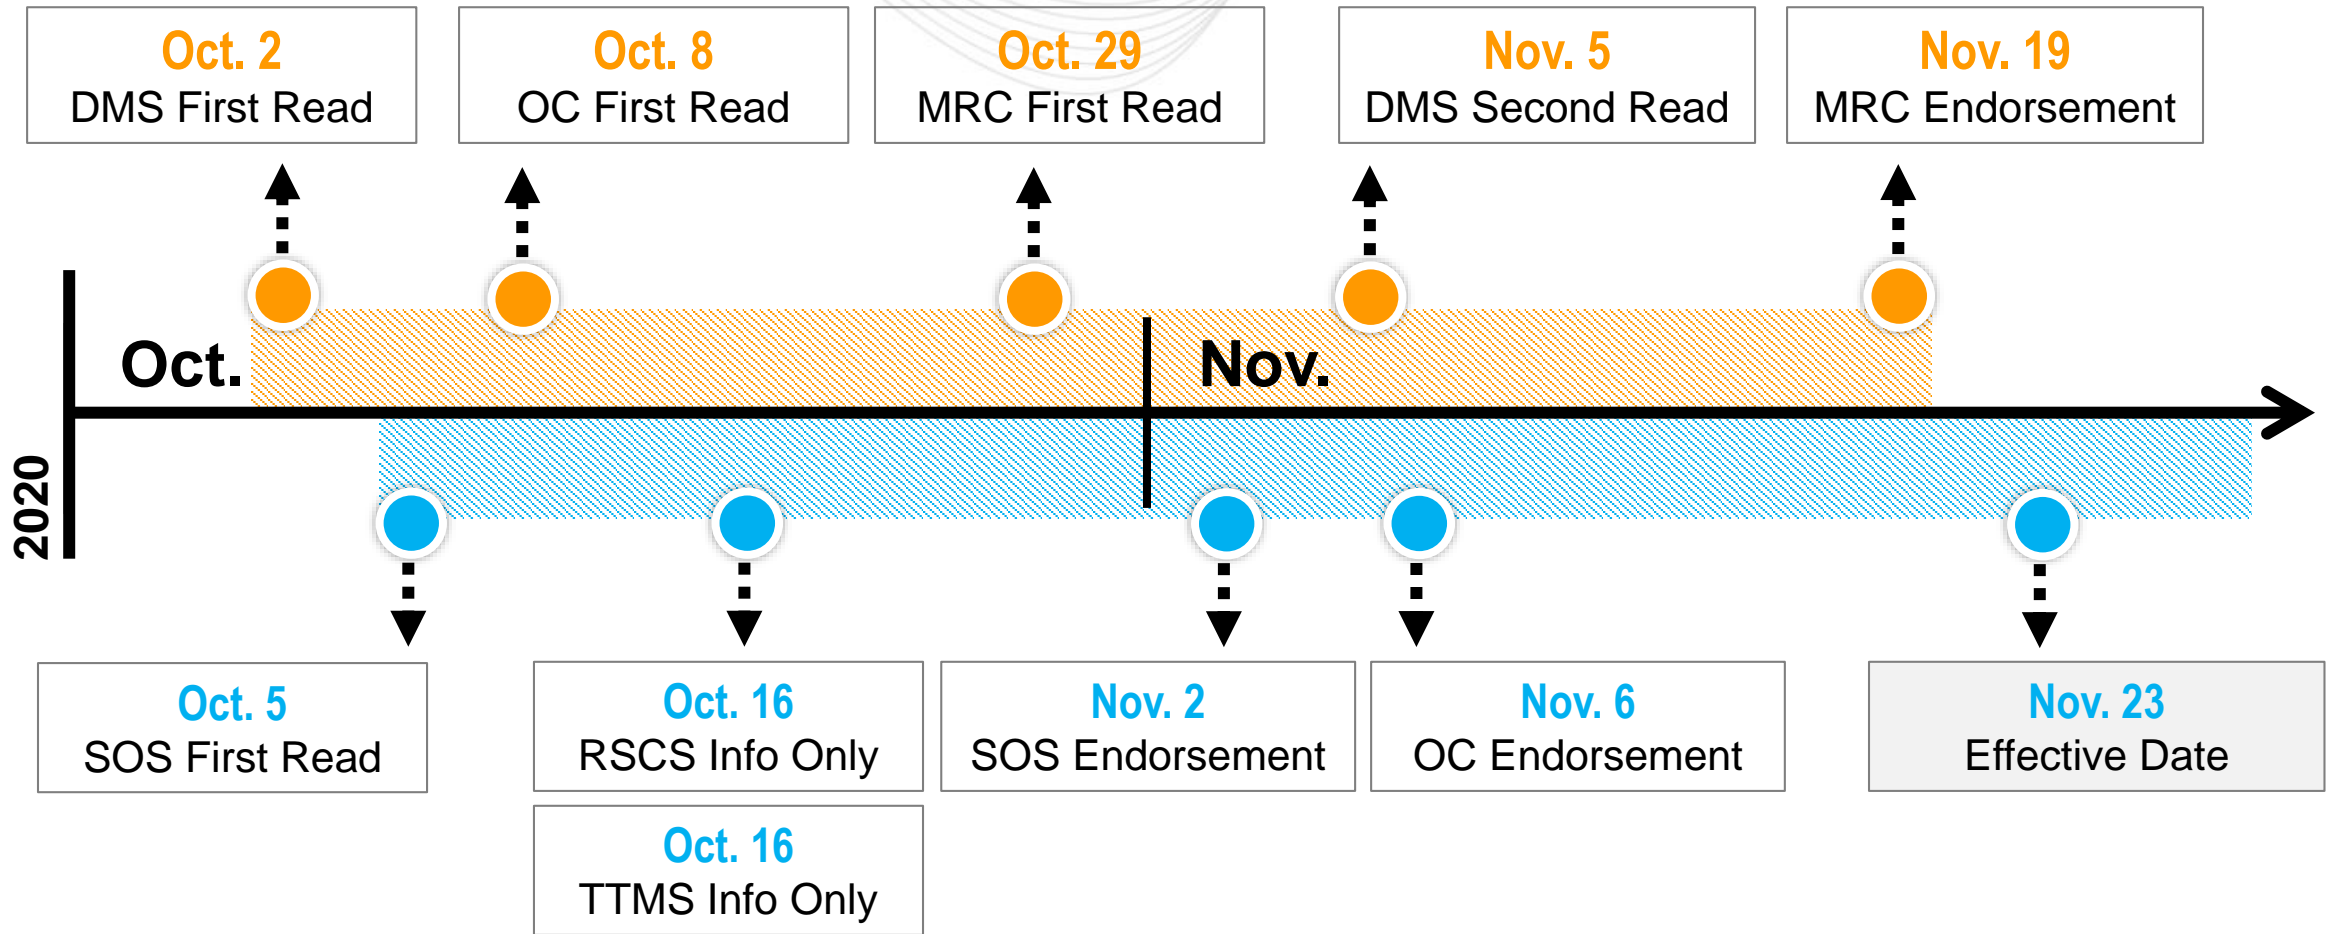 Oct. 2
DMS First Read
Oct. 8
OC First Read
Oct. 29
MRC First Read
Nov. 5
DMS Second Read
Nov. 19
MRC Endorsement
Oct.
Nov.
2020
Oct. 5
SOS First Read
Oct. 16
RSCS Info Only
Oct. 16
TTMS Info Only
Nov. 2
SOS Endorsement
Nov. 6
OC Endorsement
Nov. 23
Effective Date